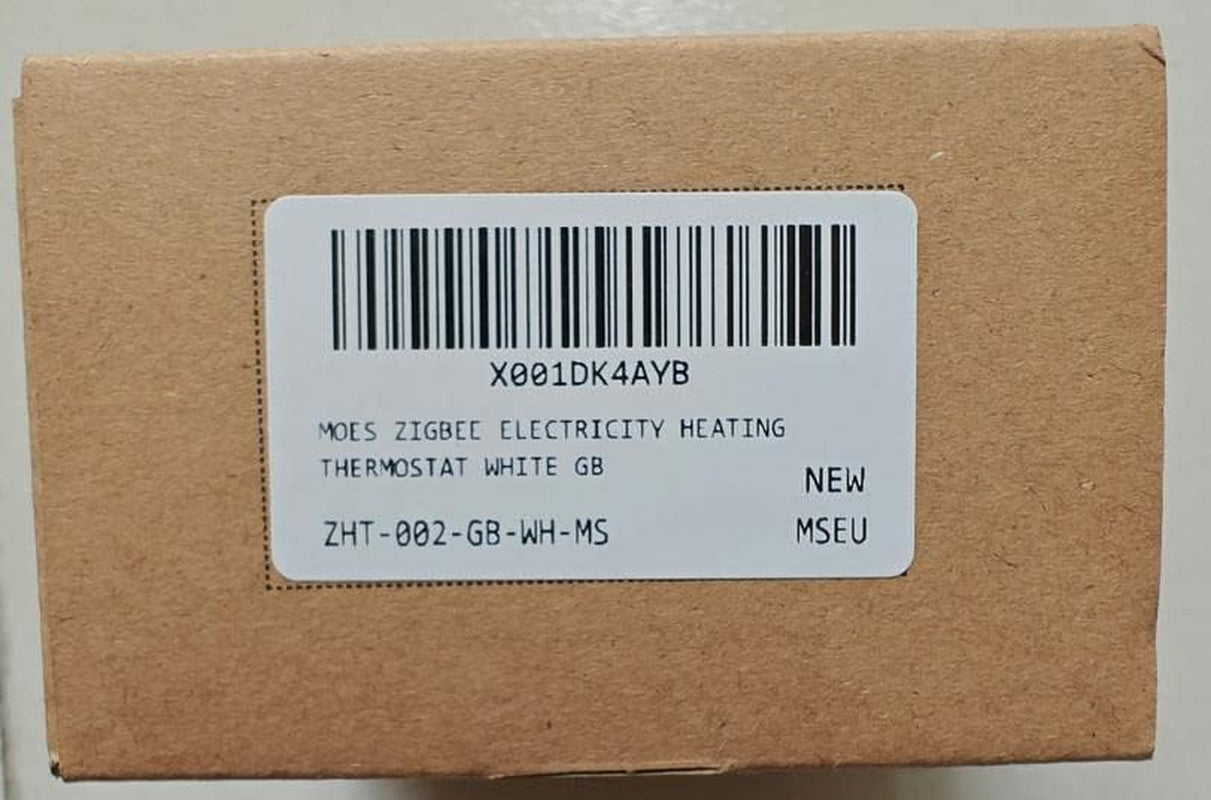 X001DK4AYB
MOES ZIGBEE ELECTRICITY HEATING
THERMOSTAT WHITE GB
NEW
ZHT-002-GB-WH-MS
MSEU